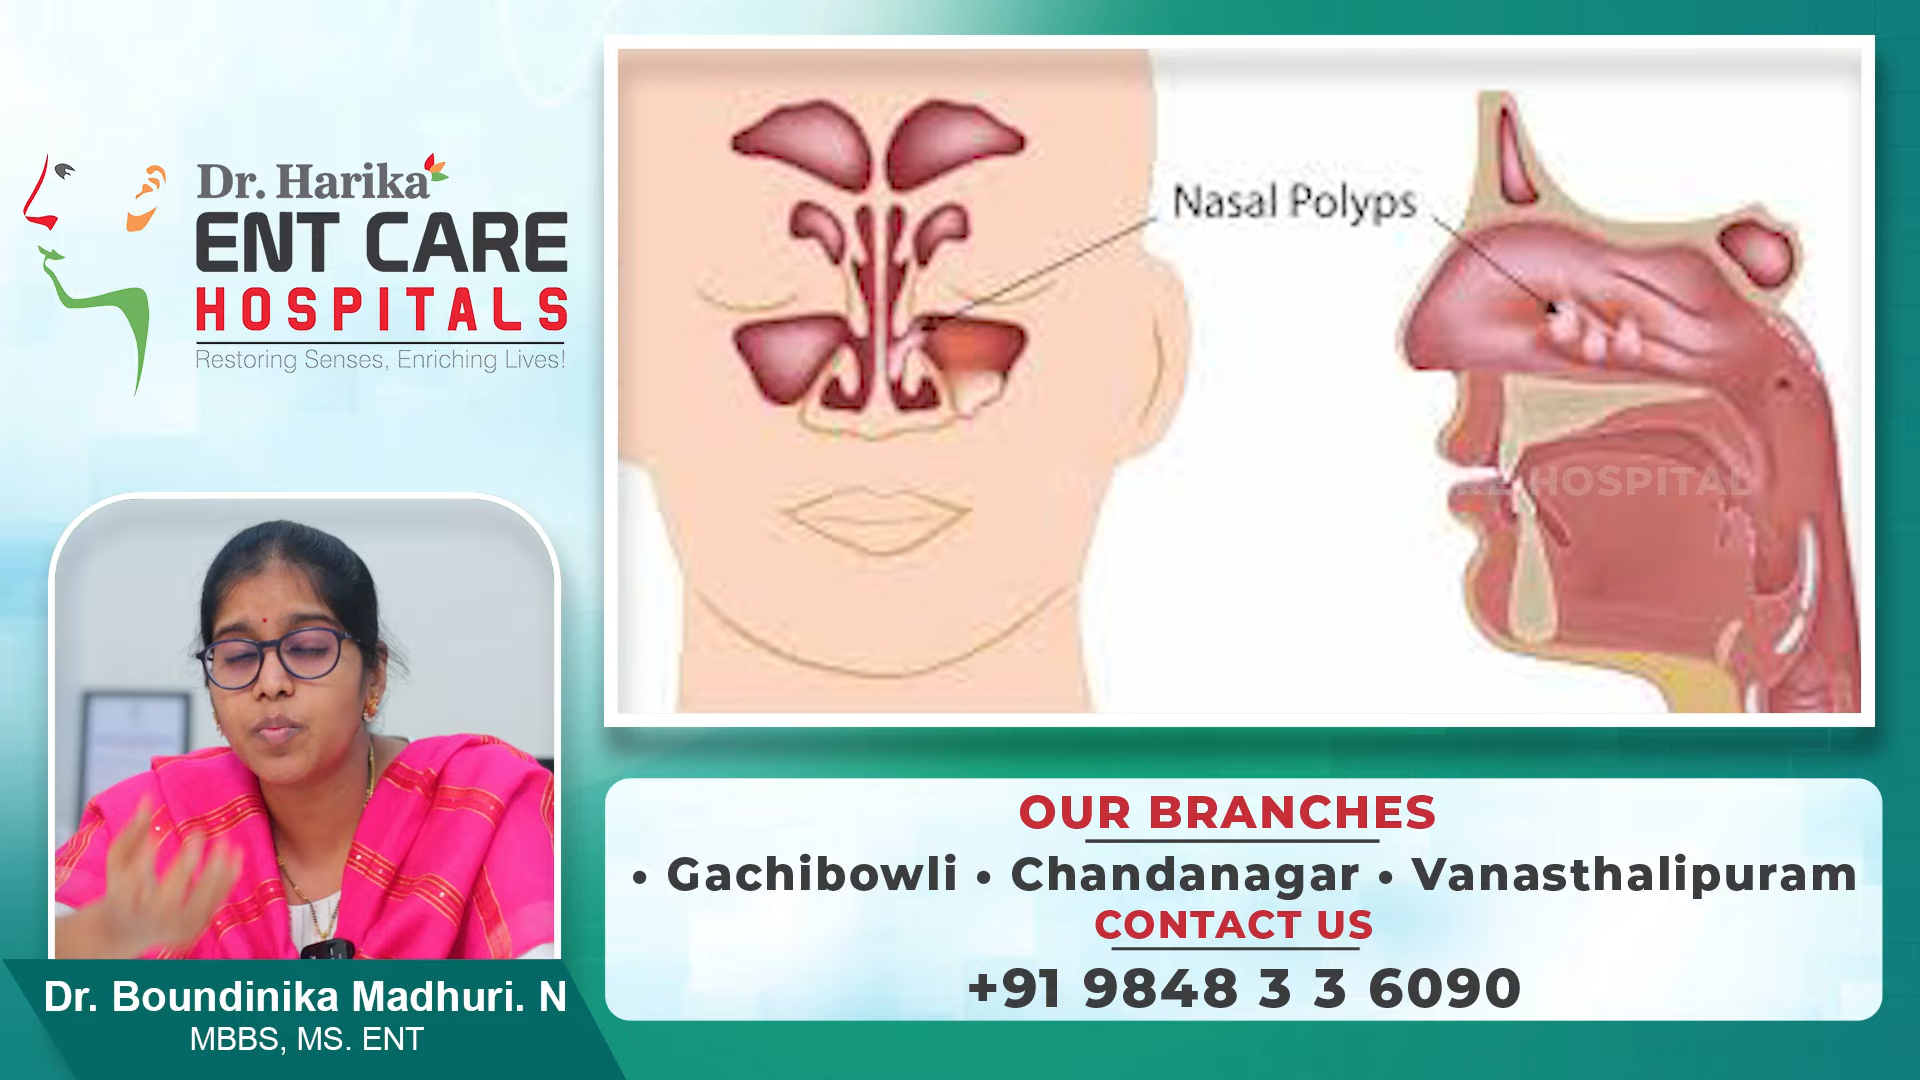 Dr. Harika
ENT CARE
HOSPITALS
Restoring Senses, Enriching Lives!
Nasal Polyps
HOSPITAL
OUR BRANCHES
• Gachibowli • Chandanagar • Vanasthalipuram
CONTACT US
+91 9848 3 3 6090
Dr. Boundinika Madhuri. N
MBBS, MS. ENT